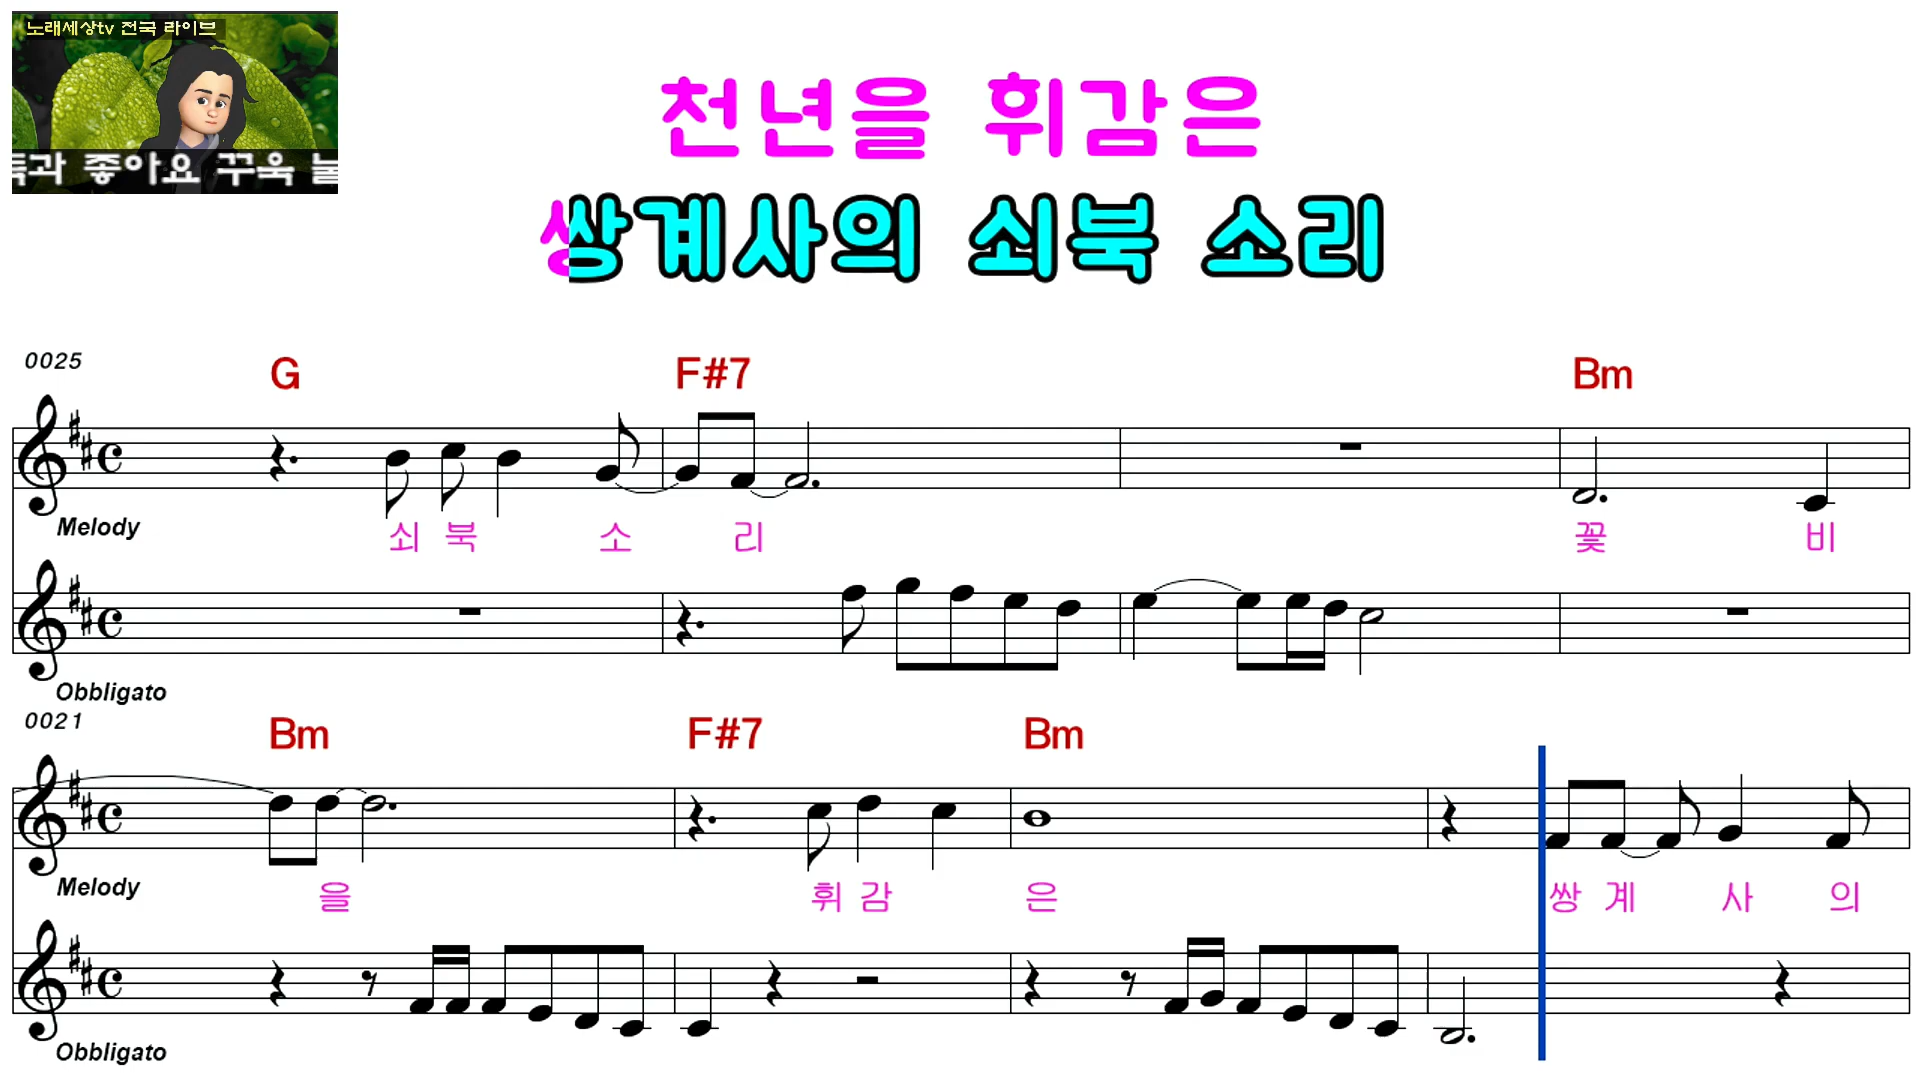 노래세상tv 전국 라이브
좋아요 꾸욱
천년을 휘감은
쌍계사의 쇠북 소리
0025
G F#7 Bm
Melody
쇠 북 소 리 꽃 비
Obbligato
0021
Bm F#7 Bm
Melody
을 휘 감 은 쌍 계 사 의
Obbligato